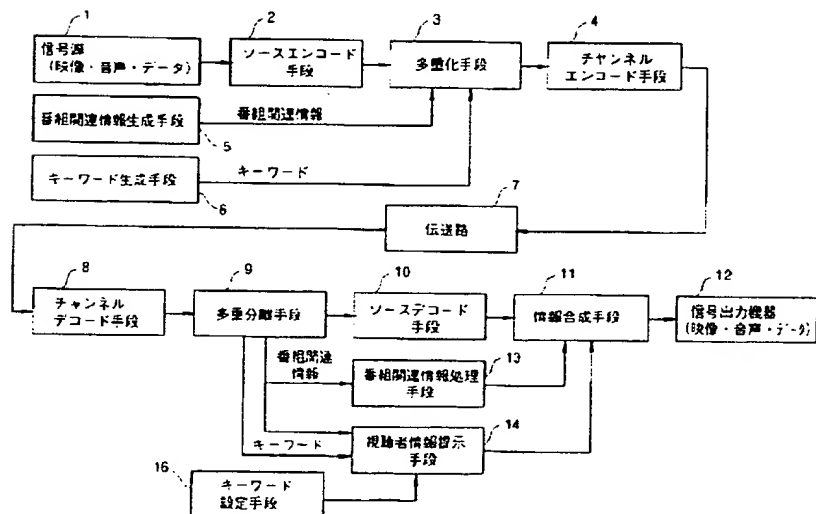 1
信号源
(映像・音声・データ)
2
ソースエンコード
手段
3
多重化手段
4
チャンネル
エンコード手段
番組関連情報生成手段
5
番組関連情報
キーワード生成手段
6
キーワード
7
伝送路
8
チャンネル
デコード手段
9
多重分離手段
10
ソースデコード
手段
11
情報合成手段
12
信号出力機器
(映像・音声・データ)
番組関連
情報
13
番組関連情報処理
手段
キーワード
14
視聴者情報提示
手段
16
キーワード
設定手段